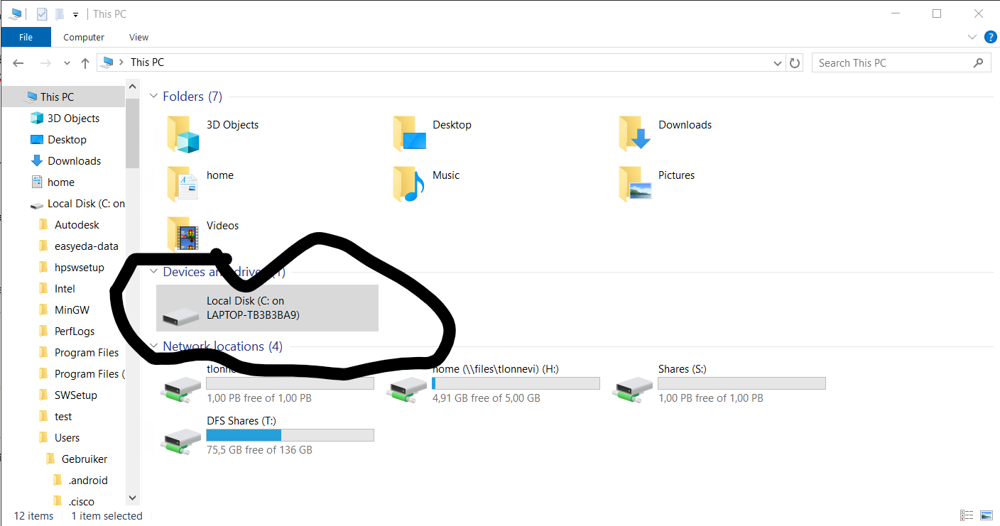 This PC
File
Computer
View
This PC
Search This PC
This PC
3D Objects
Desktop
Downloads
home
Local Disk (C: on
Autodesk
easyeda-data
hpswsetup
Intel
MinGW
PerfLogs
Program Files
Program Files (
SWSetup
test
Users
Gebruiker
.android
.cisco
Folders (7)
3D Objects
Desktop
Downloads
home
Music
Pictures
Videos
Devices and drives (1)
Local Disk (C: on
LAPTOP-TB3B3BA9)
Network locations (4)
1,00 PB free of 1,00 PB
home (\\files\tlonnevi) (H:)
4,91 GB free of 5,00 GB
Shares (S:)
1,00 PB free of 1,00 PB
DFS Shares (T:)
75,5 GB free of 136 GB
12 items
1 item selected